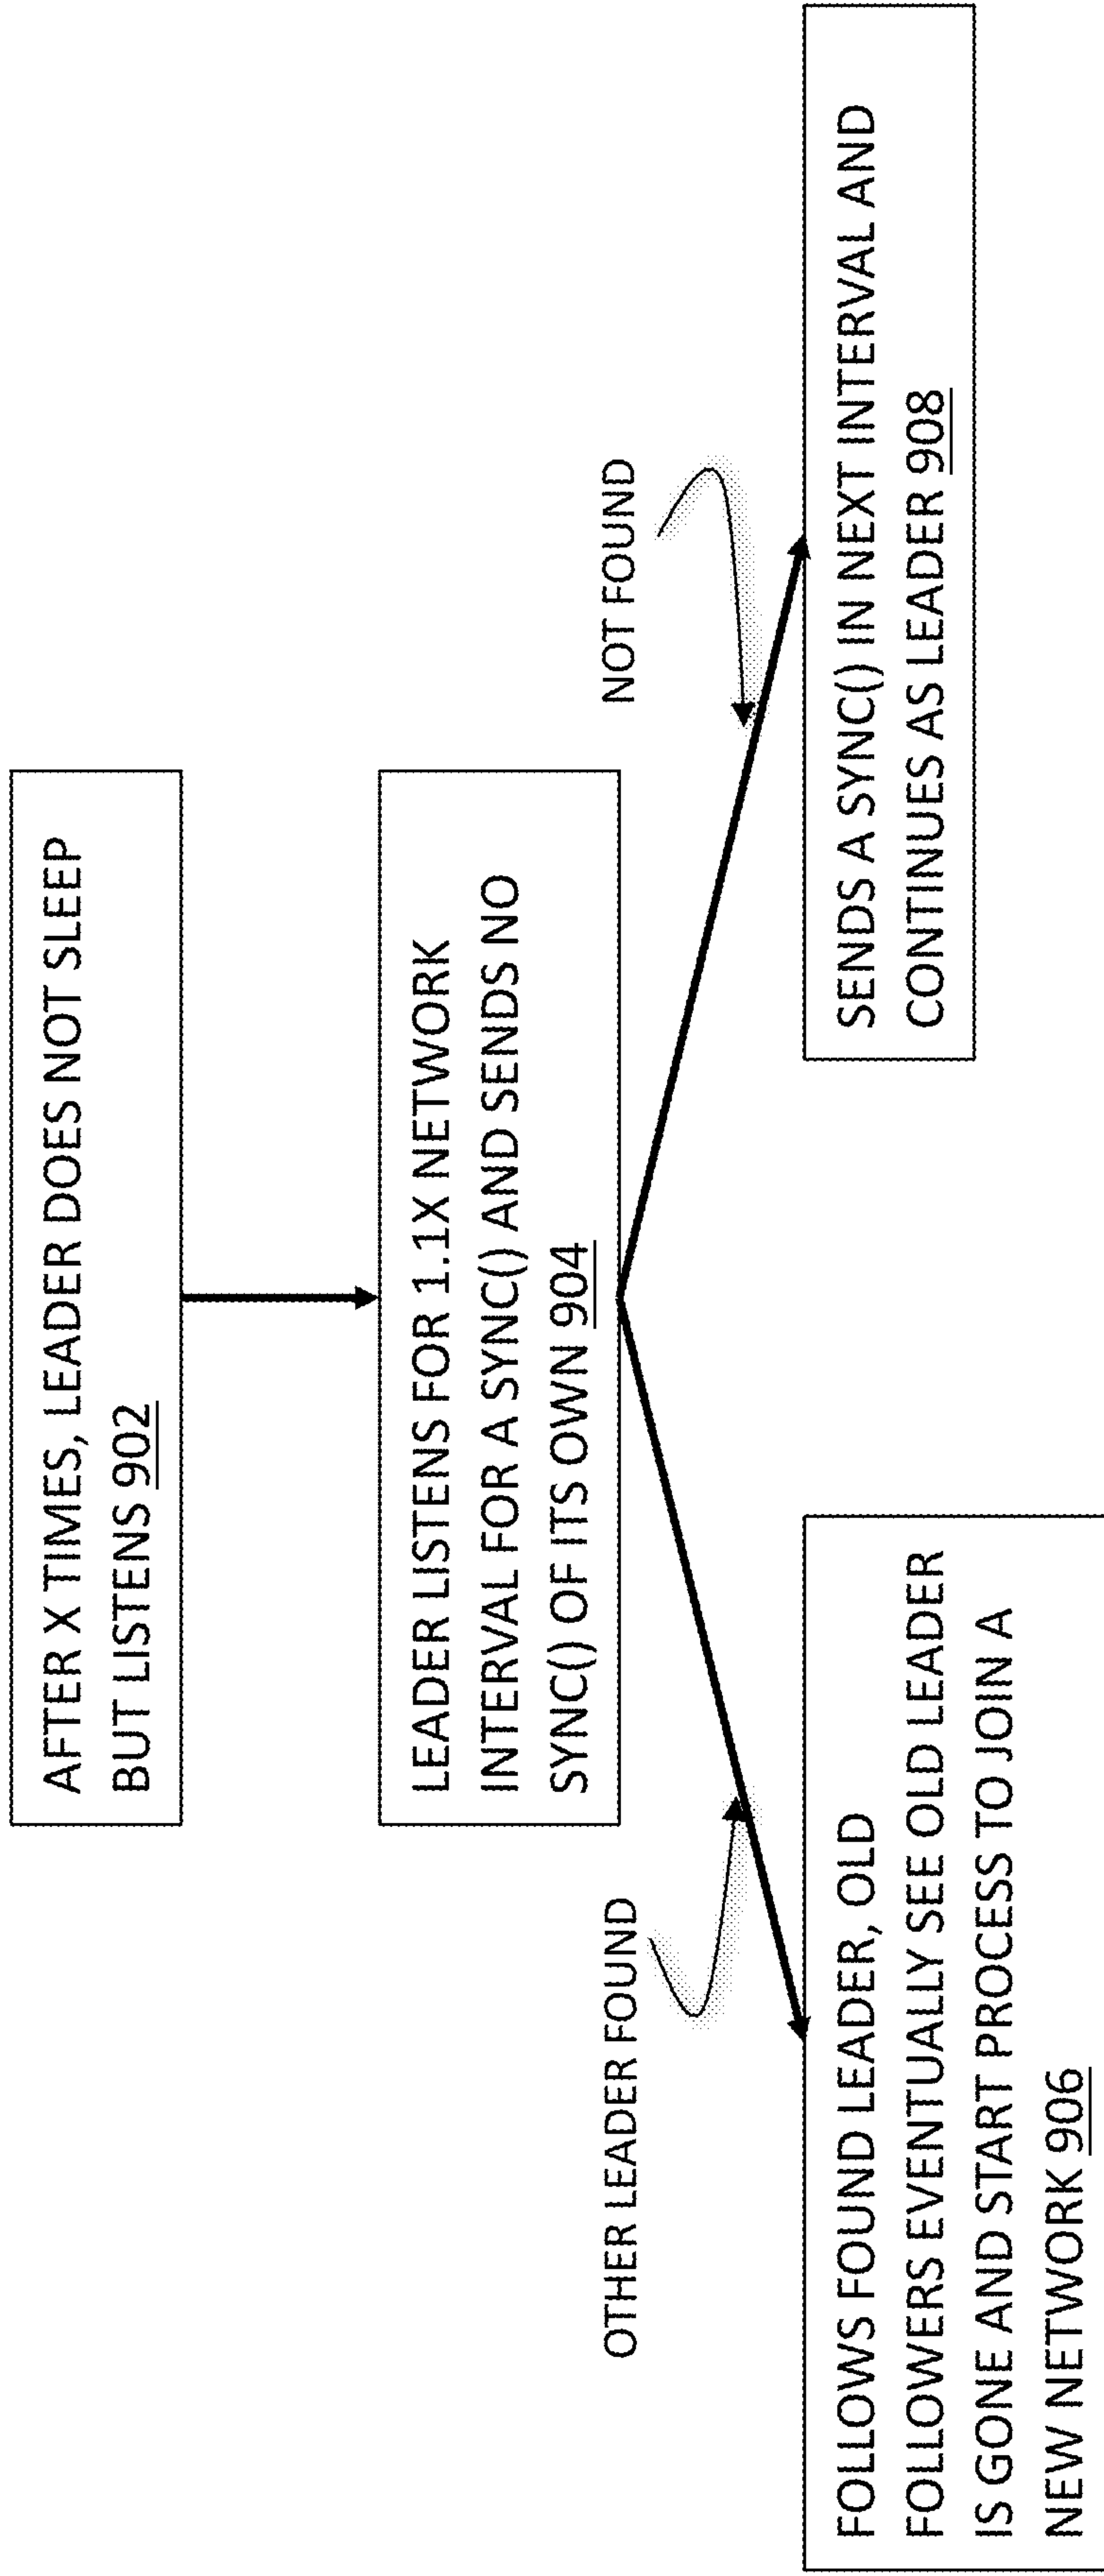 AFTER X TIMES, LEADER DOES NOT SLEEP
BUT LISTENS 902
LEADER LISTENS FOR 1.1X NETWORK
INTERVAL FOR A SYNC() AND SENDS NO
SYNC() OF ITS OWN 904
OTHER LEADER FOUND
NOT FOUND
FOLLOWS FOUND LEADER, OLD
FOLLOWERS EVENTUALLY SEE OLD LEADER
IS GONE AND START PROCESS TO JOIN A
NEW NETWORK 906
SENDS A SYNC() IN NEXT INTERVAL AND
CONTINUES AS LEADER 908